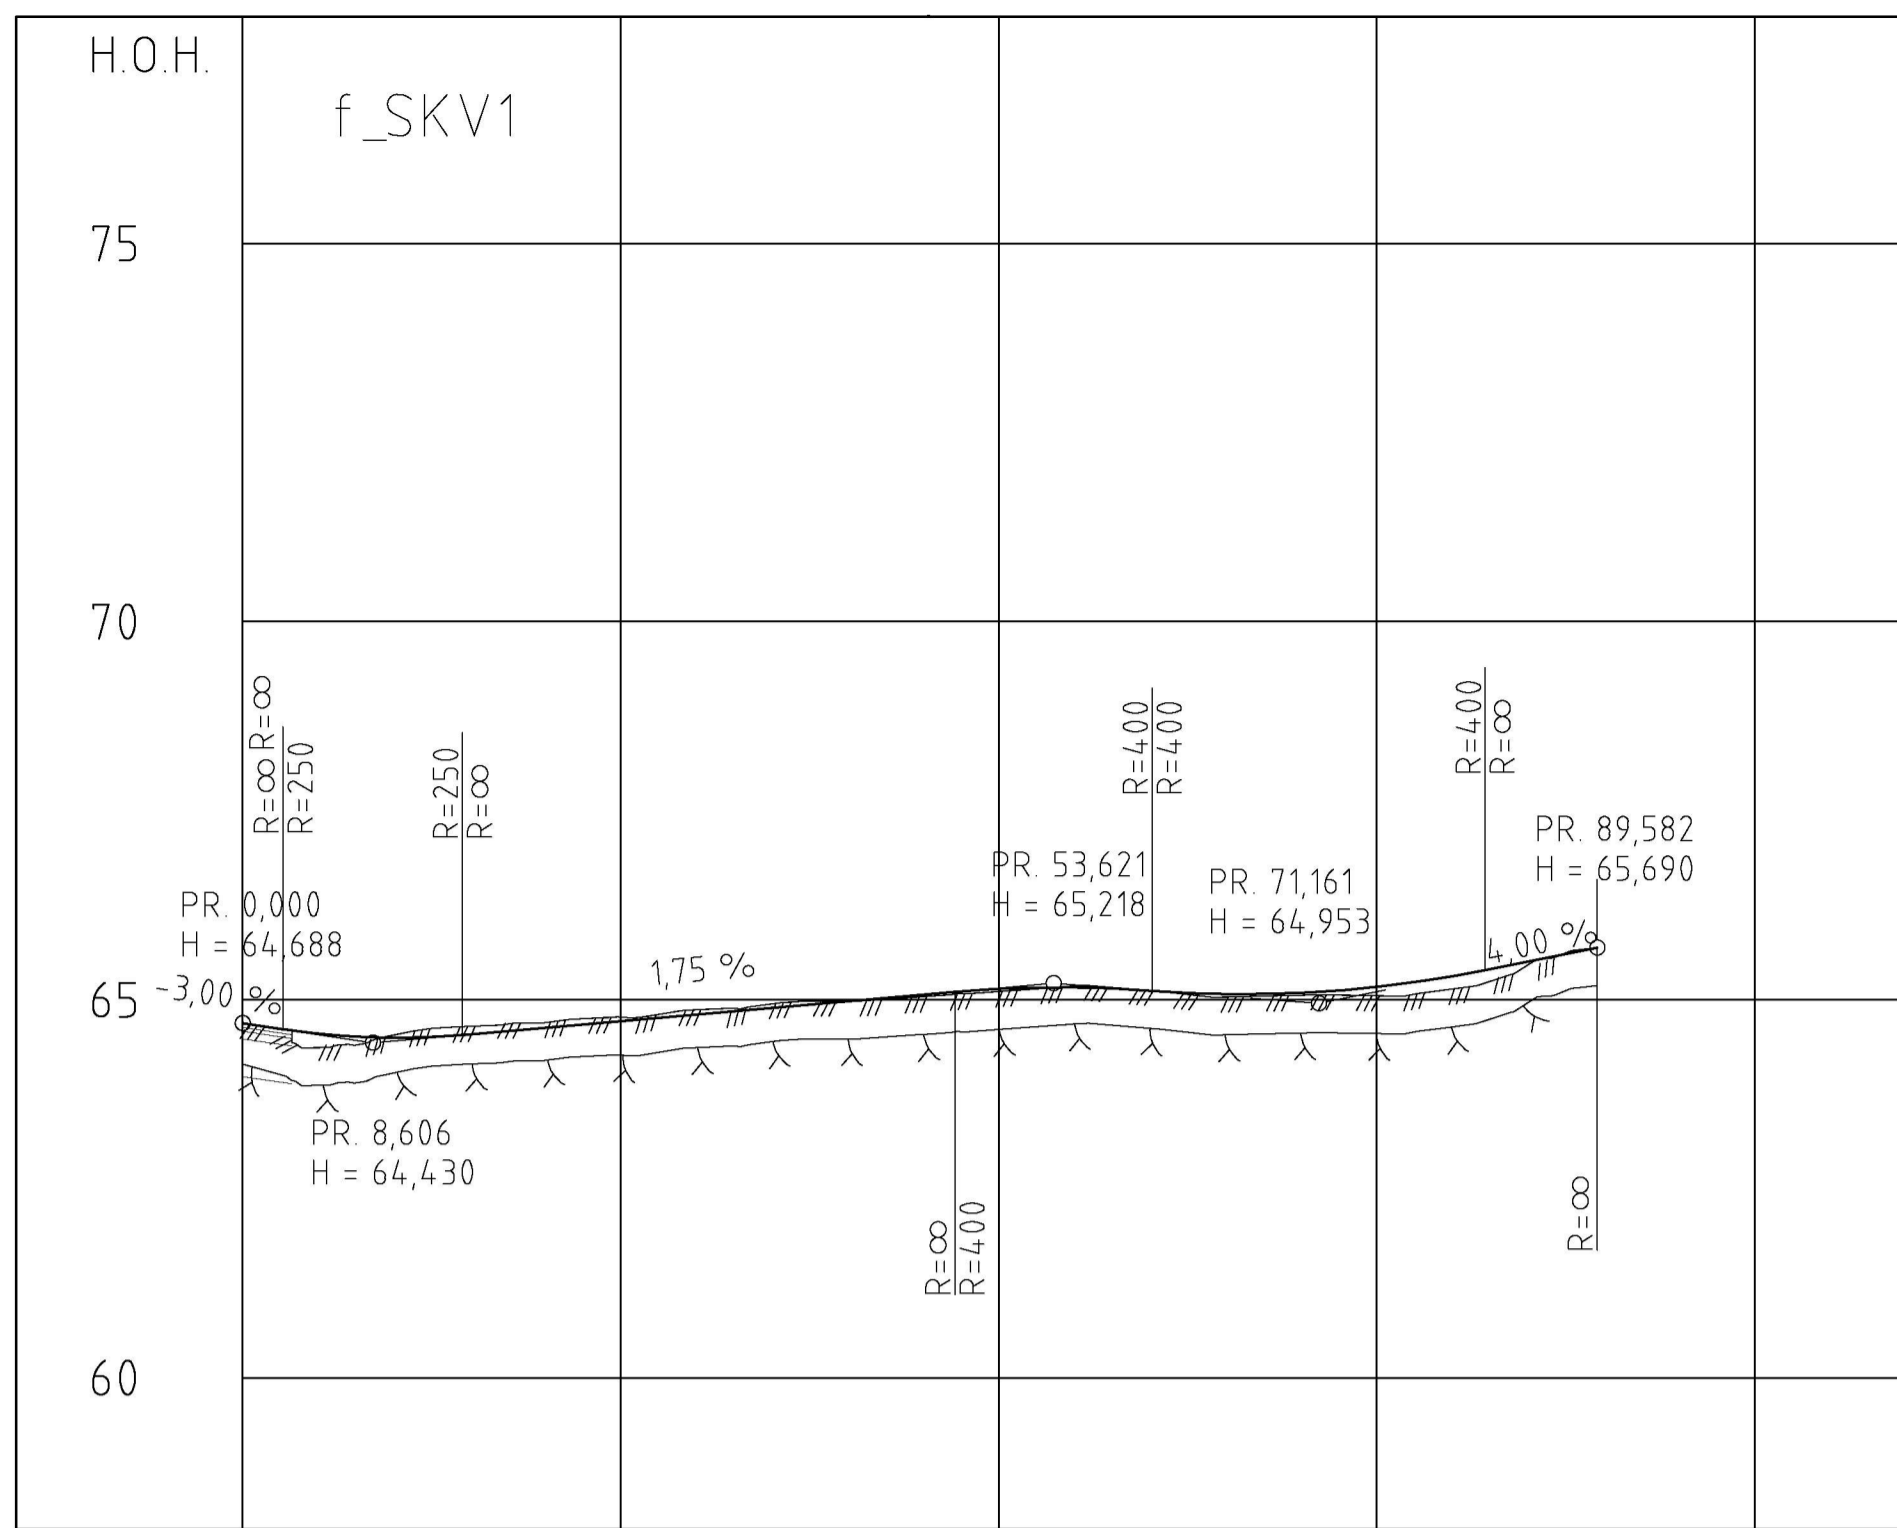 H.O.H.
f_SKV1
75
70
R=∞
R=∞
R=250
R=250
R=∞
R=400
R=400
R=400
R=∞
PR. 89,582
H = 65,690
PR. 53,621
H = 65,218
PR. 71,161
H = 64,953
PR. 0,000
H = 64,688
4,00 %
1,75 %
-3,00 %
65
PR. 8,606
H = 64,430
R=∞
R=400
R=∞
60